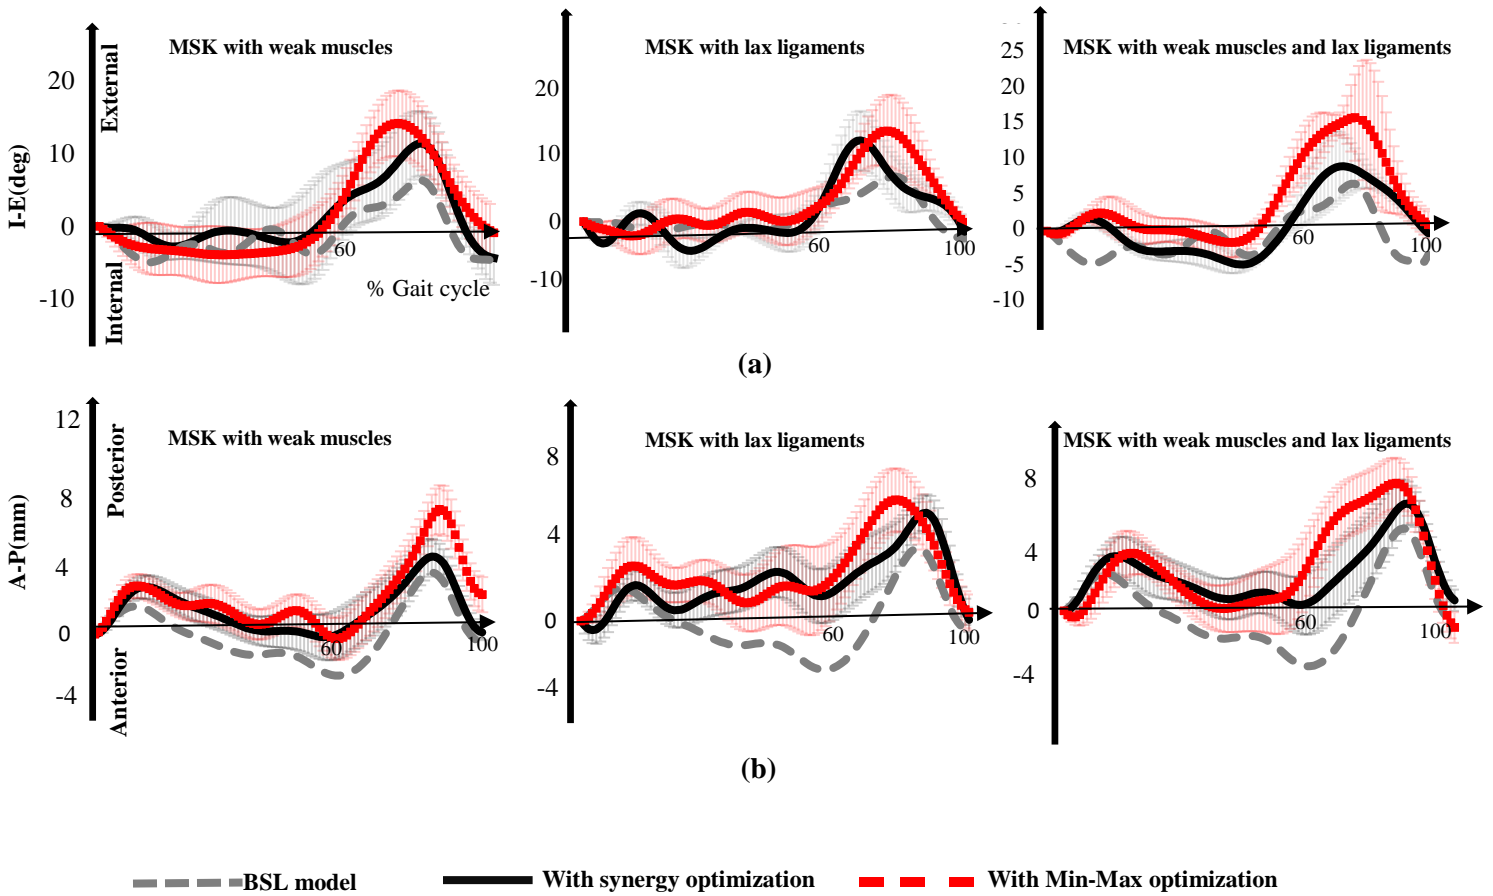 MSK with weak muscles
MSK with lax ligaments
MSK with weak muscles and lax ligaments
I-E(deg)
External
Internal
20
10
0
-10
60
% Gait cycle
20
10
0
-10
60
100
25
20
15
10
5
0
-5
-10
60
100
(a)
MSK with weak muscles
MSK with lax ligaments
MSK with weak muscles and lax ligaments
A-P(mm)
Posterior
Anterior
12
8
4
0
-4
60
100
8
4
0
-4
60
100
8
4
0
-4
60
100
(b)
BSL model
With synergy optimization
With Min-Max optimization